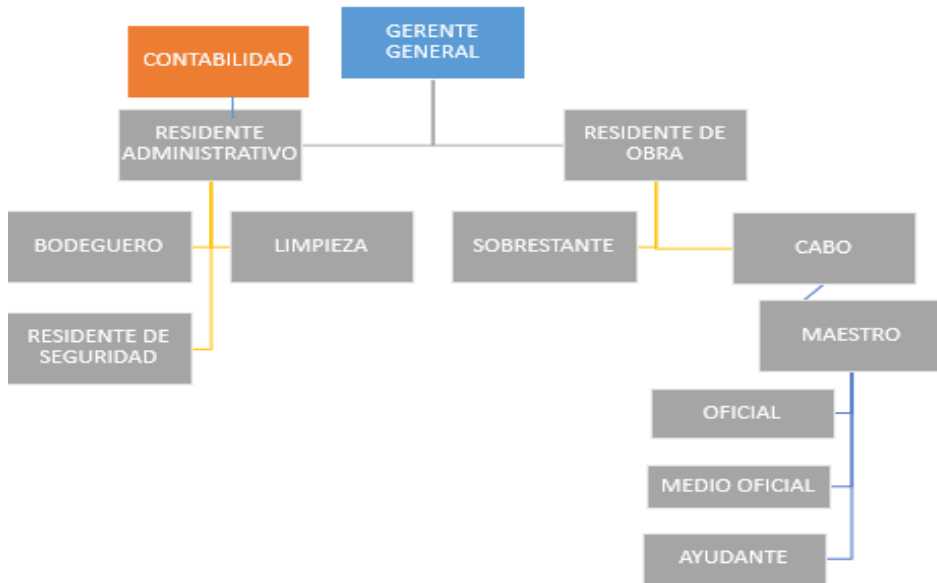 GERENTE
GENERAL
CONTABILIDAD
RESIDENTE
ADMINISTRATIVO
RESIDENTE DE
OBRA
BODEGUERO
LIMPIEZA
SOBRESTANTE
CABO
RESIDENTE DE
SEGURIDAD
MAESTRO
OFICIAL
MEDIO OFICIAL
AYUDANTE